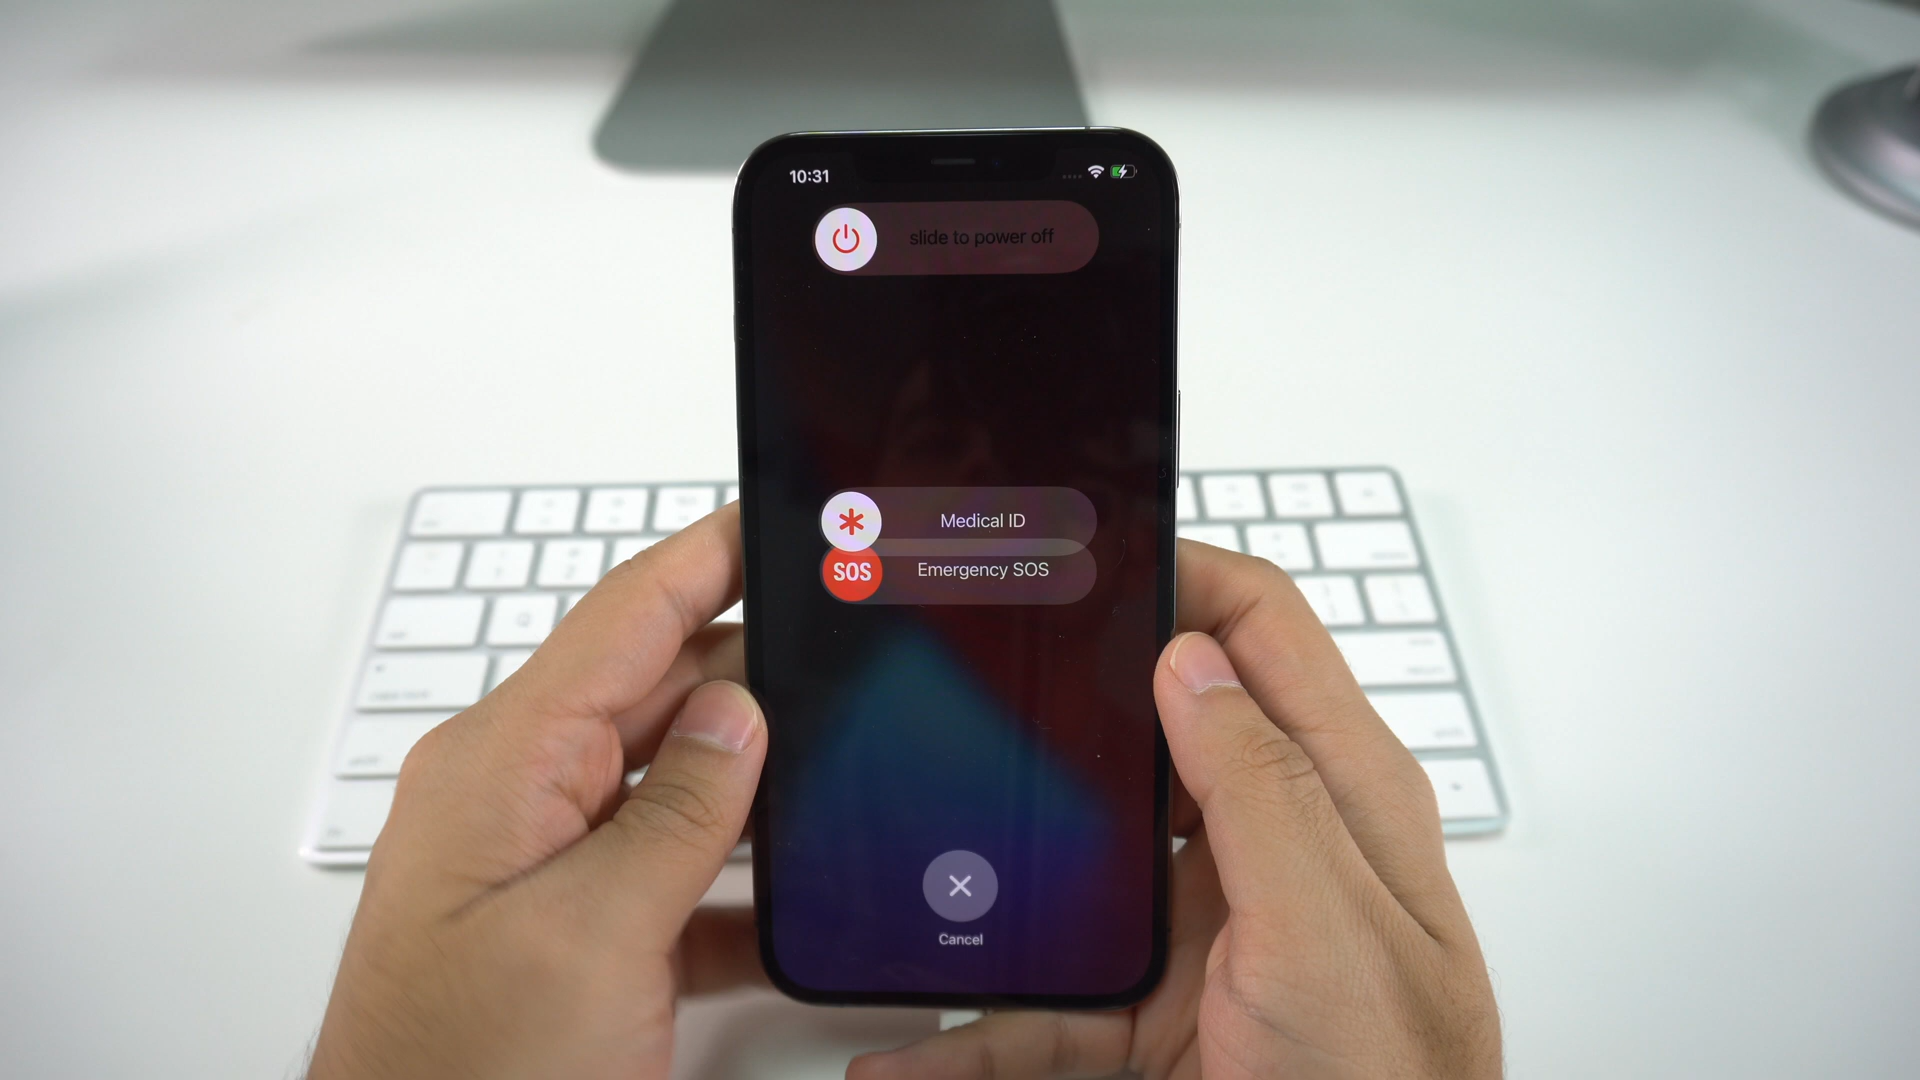 10:31
slide to power off
Medical ID
SOS Emergency SOS
Cancel